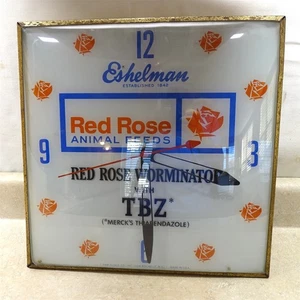 12
Eshelman
ESTABLISHED 1842
Red Rose
ANIMAL FEEDS
9
3
RED ROSE WORMINATOR
WITH
TBZ*
(*MERCK'S THIABENDAZOLE)